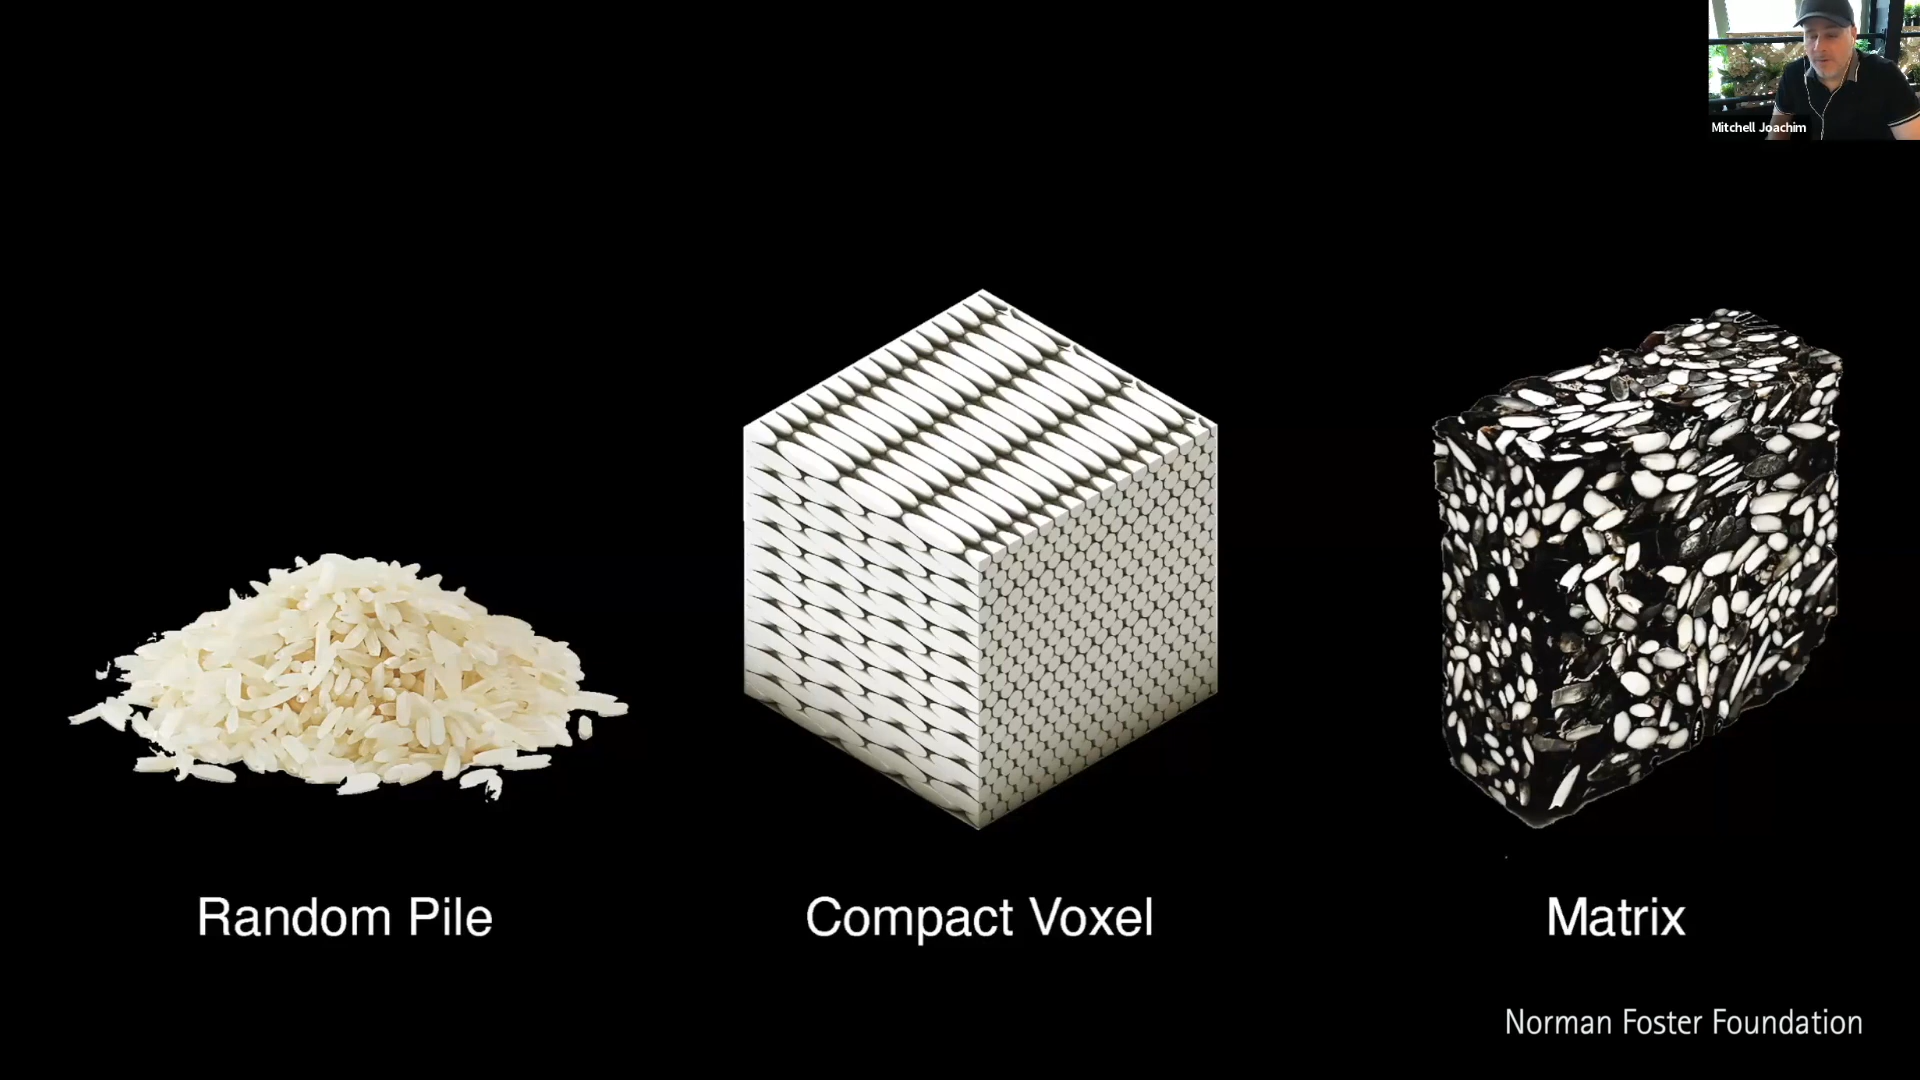 Mitchell Joachim
Random Pile
Compact Voxel
Matrix
Norman Foster Foundation